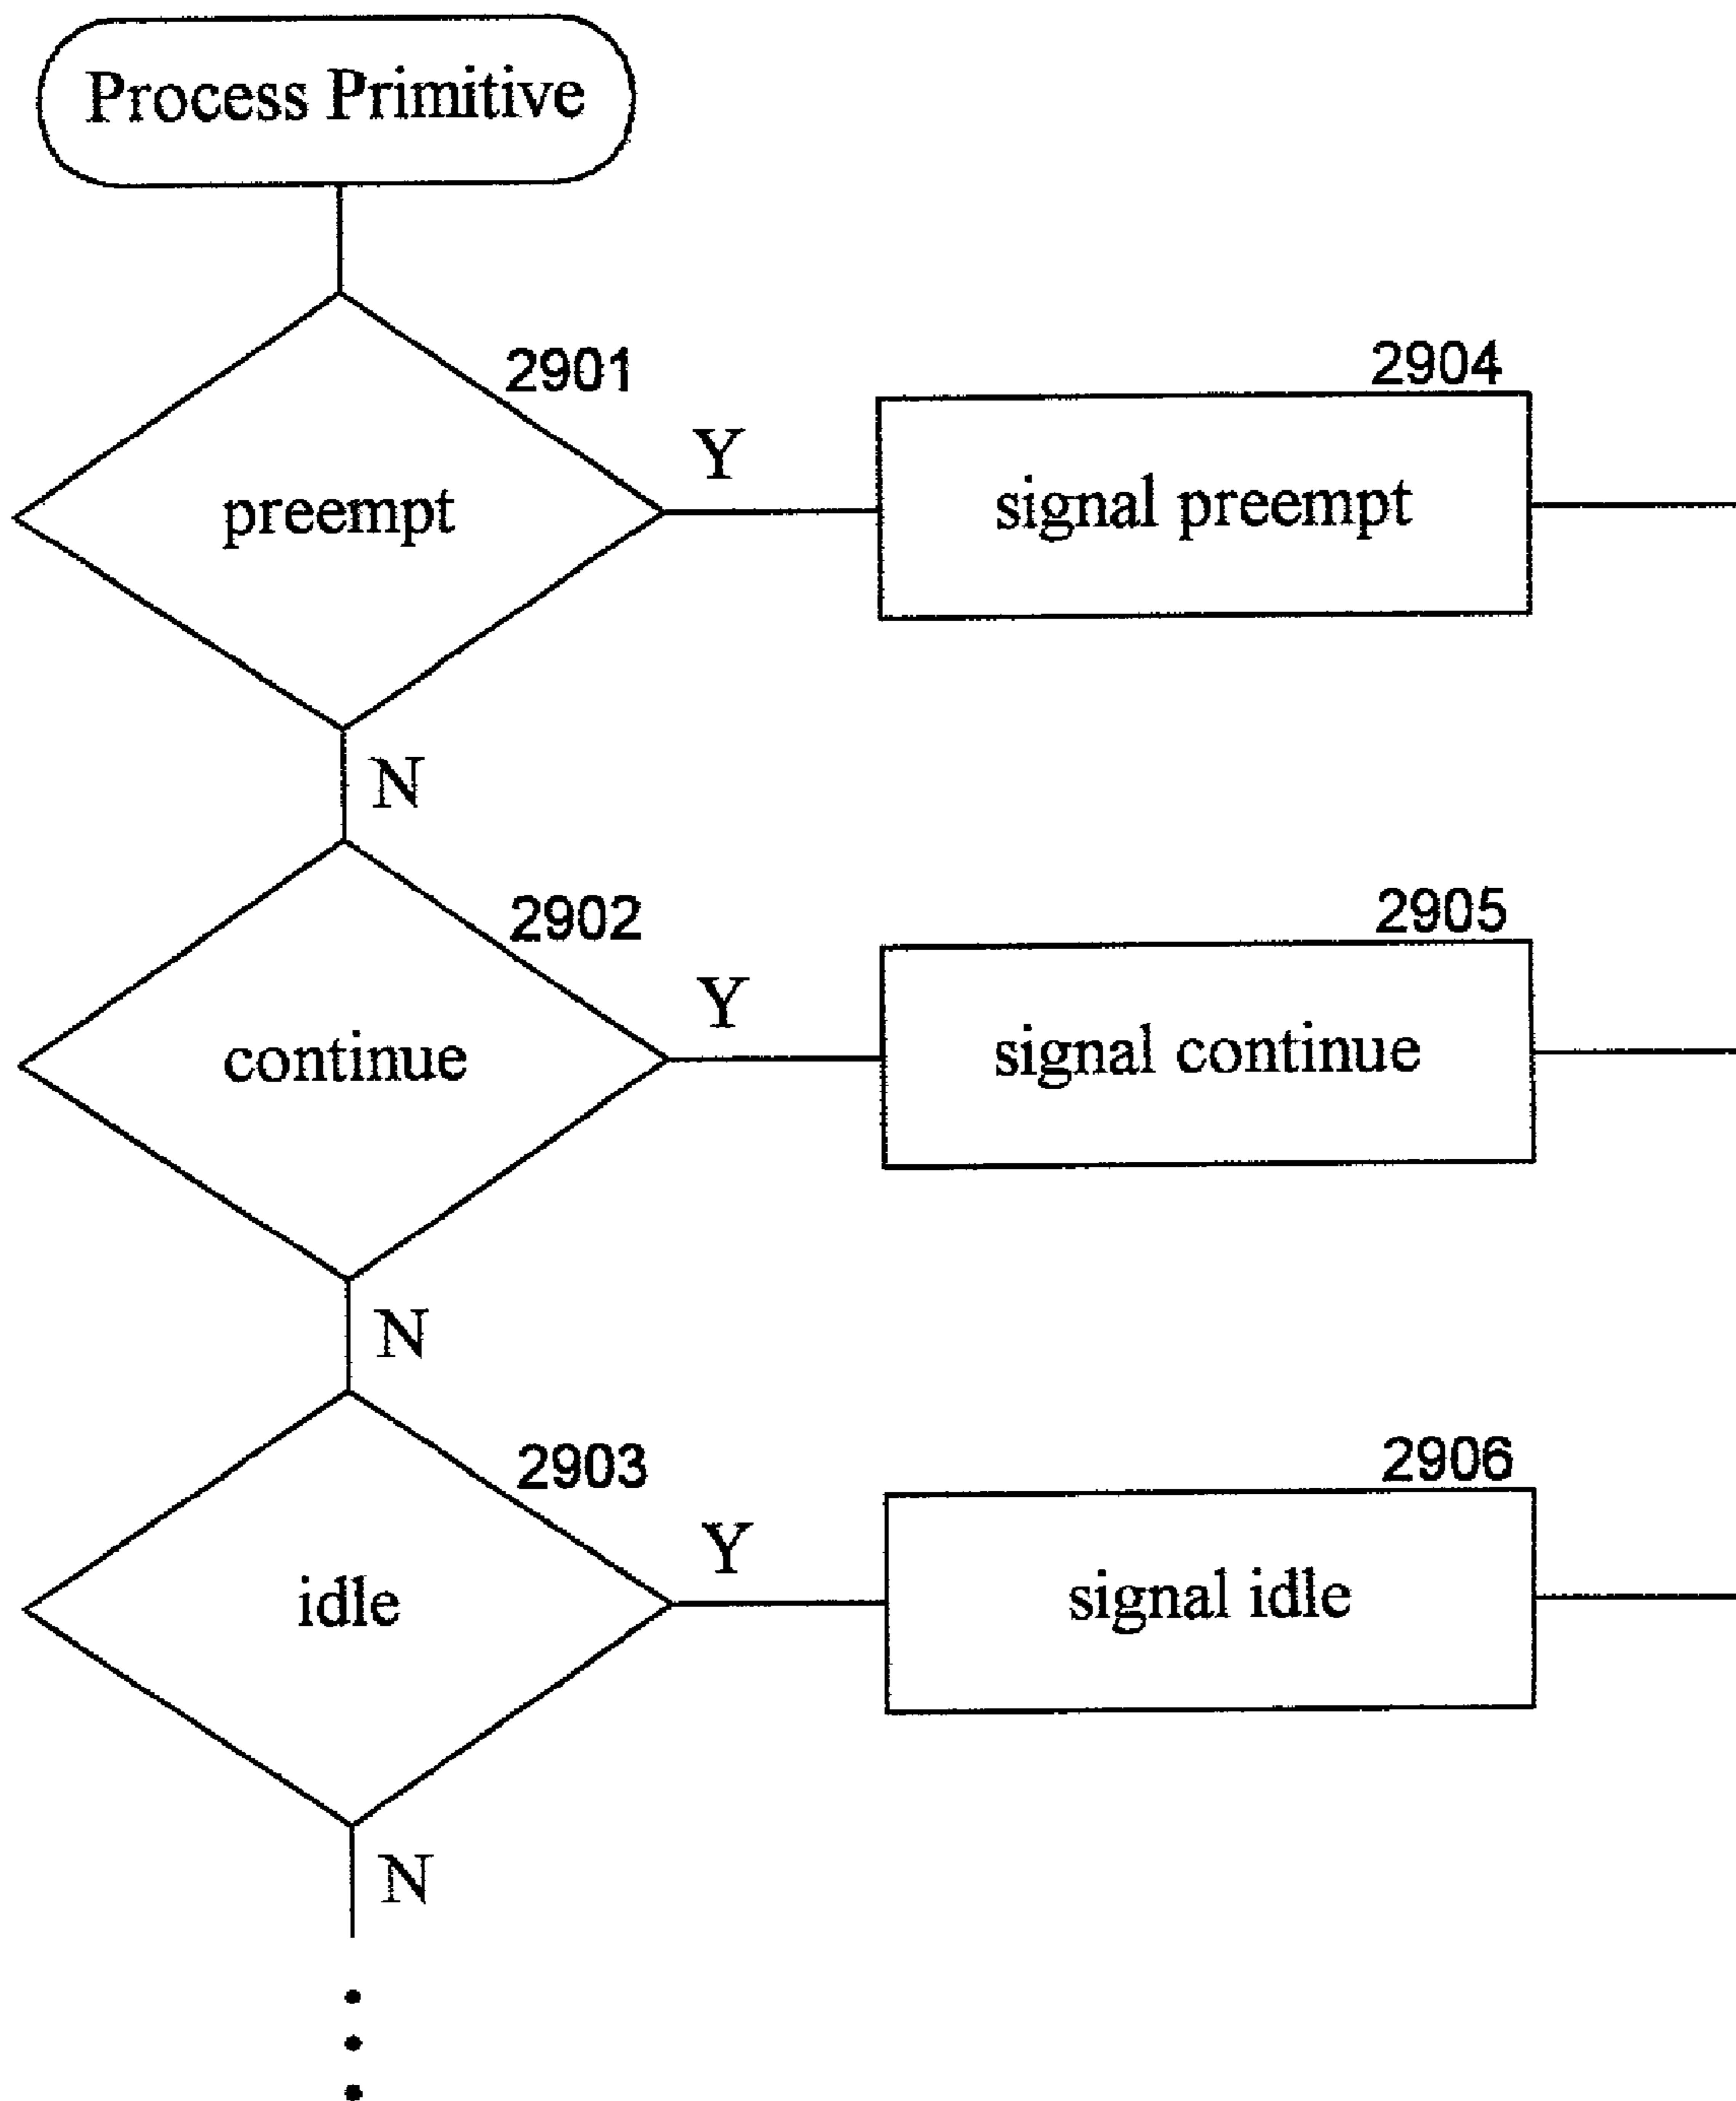 Process Primitive
2901
preempt
Y
2904
signal preempt
N
2902
continue
Y
2905
signal continue
N
2903
idle
Y
2906
signal idle
N